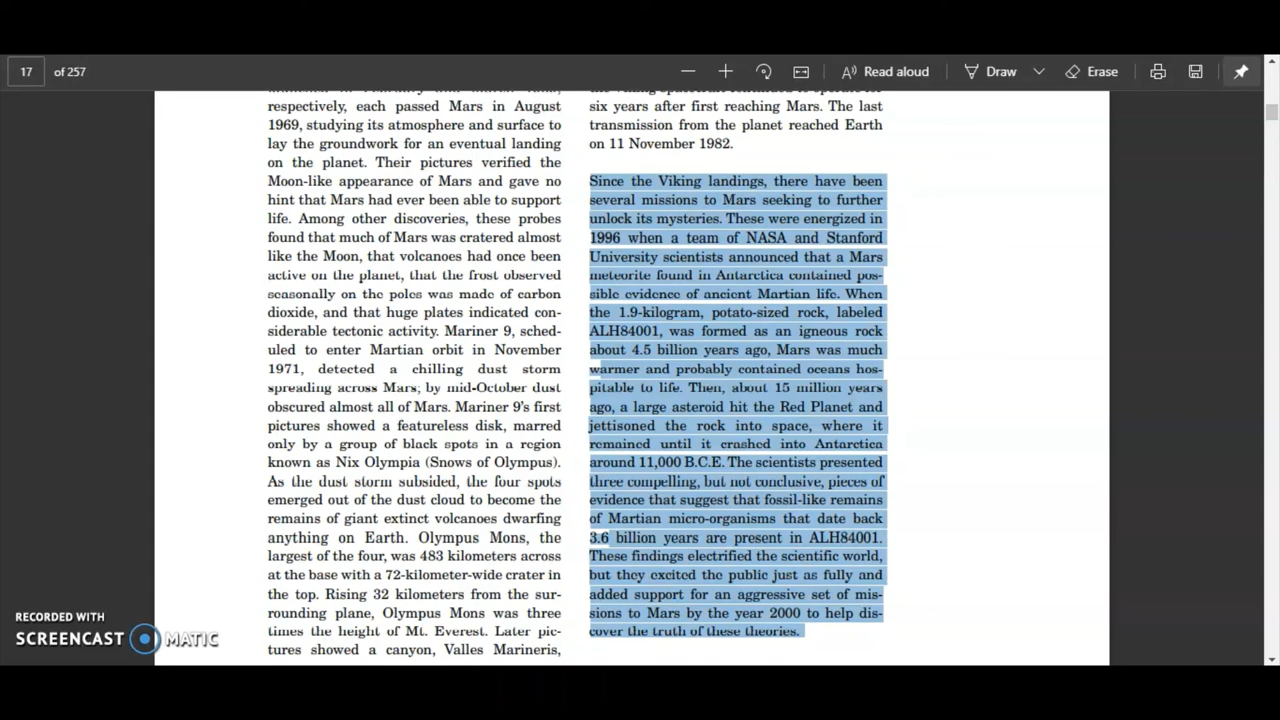 17 of 257
Read aloud
Draw
Erase
respectively, each passed Mars in August
1969, studying its atmosphere and surface to
lay the groundwork for an eventual landing
on the planet. Their pictures verified the
Moon-like appearance of Mars and gave no
hint that Mars had ever been able to support
life. Among other discoveries, these probes
found that much of Mars was cratered almost
like the Moon, that volcanoes had once been
active on the planet, that the frost observed
seasonally on the poles was made of carbon
dioxide, and that huge plates indicated con-
siderable tectonic activity. Mariner 9, sched-
uled to enter Martian orbit in November
1971, detected a chilling dust storm
spreading across Mars; by mid-October dust
obscured almost all of Mars. Mariner 9's first
pictures showed a featureless disk, marred
only by a group of black spots in a region
known as Nix Olympia (Snows of Olympus).
As the dust storm subsided, the four spots
emerged out of the dust cloud to become the
remains of giant extinct volcanoes dwarfing
anything on Earth. Olympus Mons, the
largest of the four, was 483 kilometers across
at the base with a 72-kilometer-wide crater in
the top. Rising 32 kilometers from the sur-
rounding plane, Olympus Mons was three
times the height of Mt. Everest. Later pic-
tures showed a canyon, Valles Marineris,
six years after first reaching Mars. The last
transmission from the planet reached Earth
on 11 November 1982.
Since the Viking landings, there have been
several missions to Mars seeking to further
unlock its mysteries. These were energized in
1996 when a team of NASA and Stanford
University scientists announced that a Mars
meteorite found in Antarctica contained pos-
sible evidence of ancient Martian life. When
the 1.9-kilogram, potato-sized rock, labeled
ALH84001, was formed as an igneous rock
about 4.5 billion years ago, Mars was much
warmer and probably contained oceans hos-
pitable to life. Then, about 15 million years
ago, a large asteroid hit the Red Planet and
jettisoned the rock into space, where it
remained until it crashed into Antarctica
around 11,000 B.C.E. The scientists presented
three compelling, but not conclusive, pieces of
evidence that suggest that fossil-like remains
of Martian micro-organisms that date back
3.6 billion years are present in ALH84001.
These findings electrified the scientific world,
but they excited the public just as fully and
added support for an aggressive set of mis-
sions to Mars by the year 2000 to help dis-
cover the truth of these theories.
RECORDED WITH
SCREENCAST MATIC